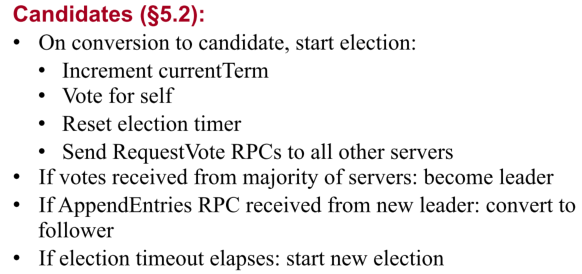 Candidates (§5.2):
• On conversion to candidate, start election:
• Increment currentTerm
• Vote for self
• Reset election timer
• Send RequestVote RPCs to all other servers
• If votes received from majority of servers: become leader
• If AppendEntries RPC received from new leader: convert to
follower
• If election timeout elapses: start new election